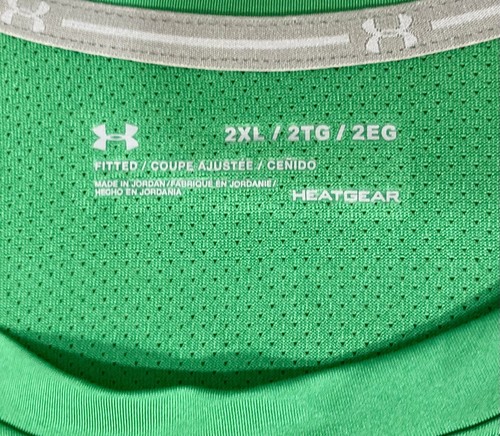 2XL / 2TG / 2EG
FITTED / COUPE AJUSTÉE / CEÑIDO
MADE IN JORDAN / FABRIQUÉ EN JORDANIE /
HECHO EN JORDANIA
HEATGEAR